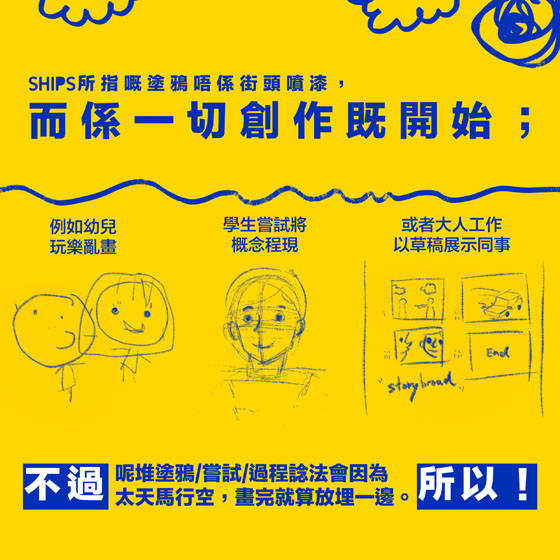 SHIPS所指嘅塗鴉唔係街頭噴漆，
而係一切創作既開始；
例如幼兒
玩樂亂畫
學生嘗試將
概念程現
或者大人工作
以草稿展示同事
End
"storybroad"
不過
呢堆塗鴉/嘗試/過程諗法會因為
太天馬行空，畫完就算放埋一邊。
所以！